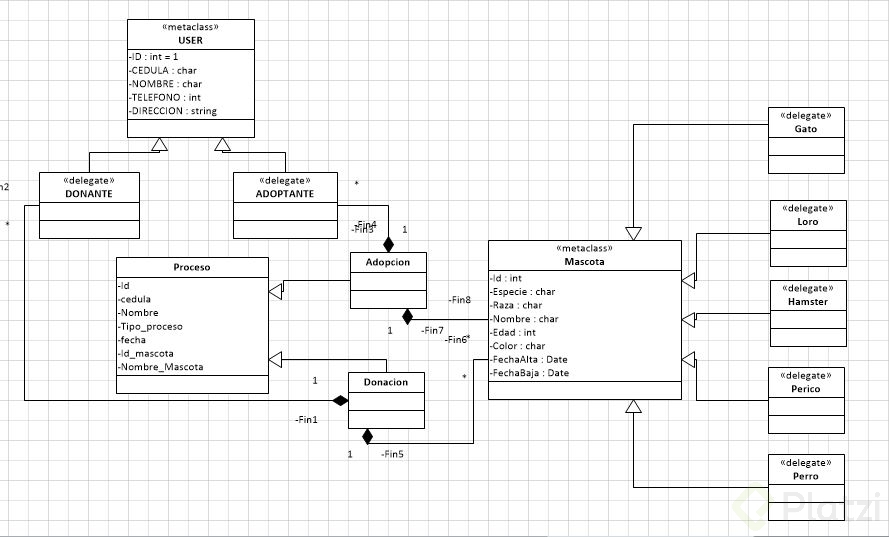 «metaclass»
USER
-ID : int = 1
-CEDULA : char
-NOMBRE : char
-TELEFONO : int
-DIRECCION : string
«delegate»
DONANTE
«delegate»
ADOPTANTE
n2
*
*
-Fin4
-Fin3
1
Proceso
-Id
-cedula
-Nombre
-Tipo_proceso
-fecha
-Id_mascota
-Nombre_Mascota
Adopcion
1
-Fin7
-Fin8
-Fin6
*
*
Donacion
1
-Fin1
1
-Fin5
«metaclass»
Mascota
-Id : int
-Especie : char
-Raza : char
-Nombre : char
-Edad : int
-Color : char
-FechaAlta : Date
-FechaBaja : Date
«delegate»
Gato
«delegate»
Loro
«delegate»
Hamster
«delegate»
Perico
«delegate»
Perro
Platzi